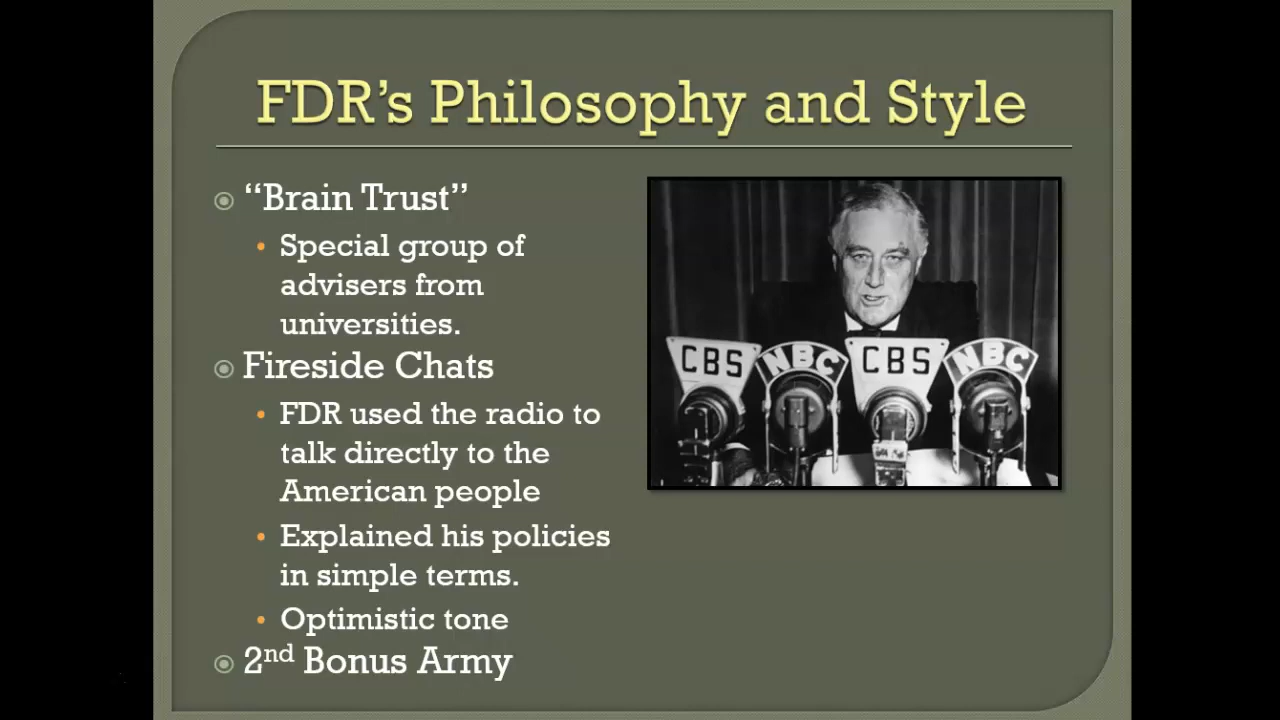 FDR’s Philosophy and Style
“Brain Trust”
Special group of
advisers from
universities.
Fireside Chats
FDR used the radio to
talk directly to the
American people
Explained his policies
in simple terms.
Optimistic tone
2nd Bonus Army
CBS NBC CBS NBC